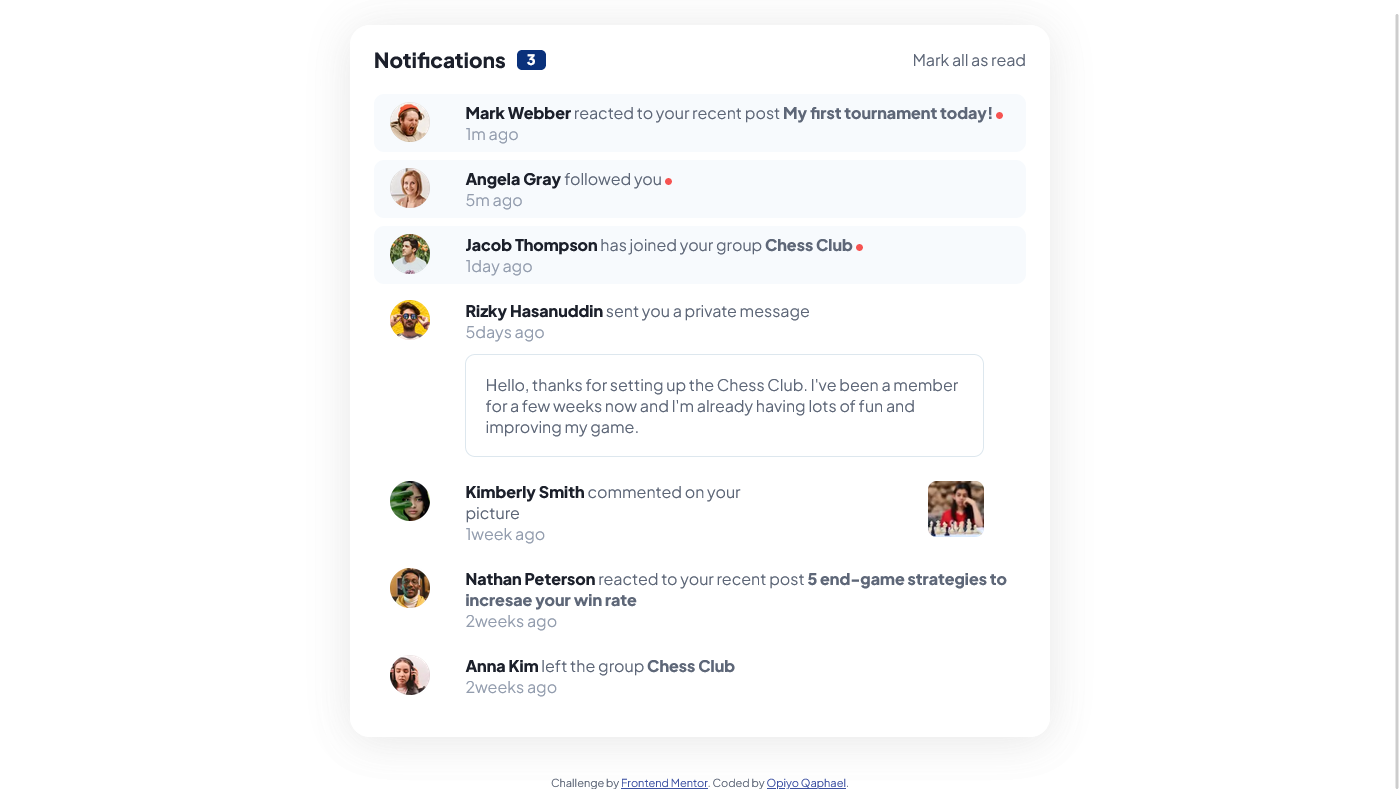 Notifications 3 Mark all as read
Mark Webber reacted to your recent post My first tournament today!
1m ago
Angela Gray followed you
5m ago
Jacob Thompson has joined your group Chess Club
1day ago
Rizky Hasanuddin sent you a private message
5days ago
Hello, thanks for setting up the Chess Club. I've been a member
for a few weeks now and I'm already having lots of fun and
improving my game.
Kimberly Smith commented on your
picture
1week ago
Nathan Peterson reacted to your recent post 5 end-game strategies to
incresae your win rate
2weeks ago
Anna Kim left the group Chess Club
2weeks ago
Challenge by Frontend Mentor. Coded by Opiyo Qaphael.